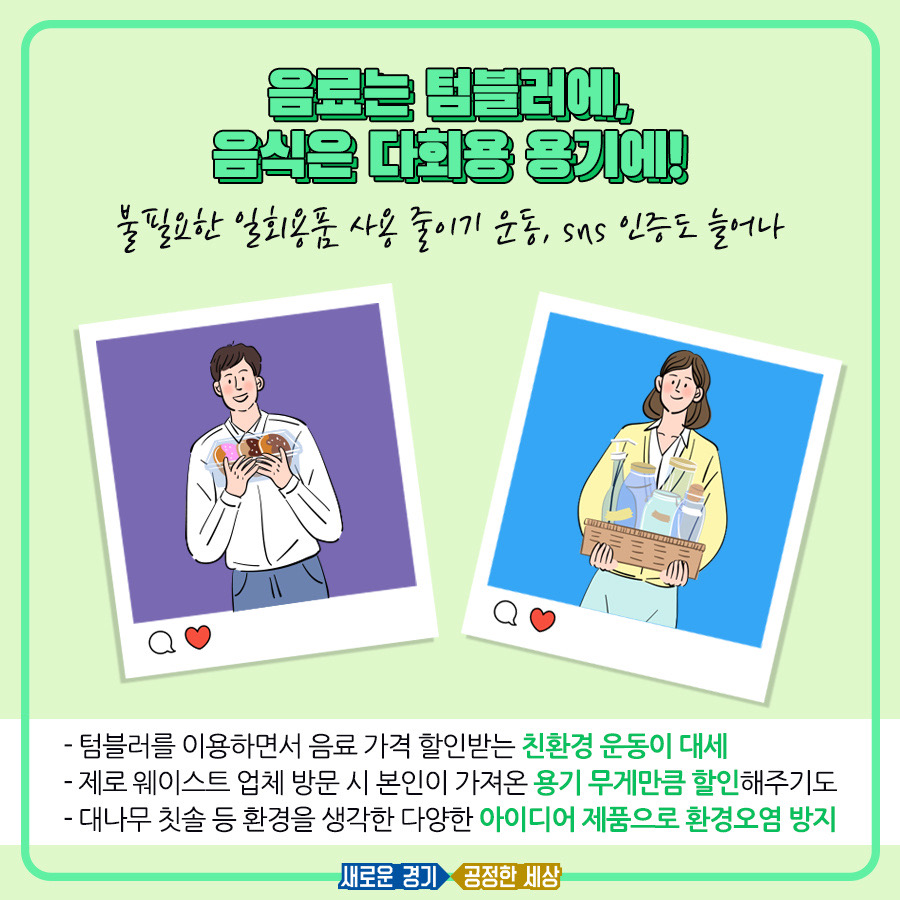 음료는 텀블러에,
음식은 다회용 용기에!
불필요한 일회용품 사용 줄이기 운동, sns 인증도 늘어나
- 텀블러를 이용하면서 음료 가격 할인받는 친환경 운동이 대세
- 제로 웨이스트 업체 방문 시 본인이 가져온 용기 무게만큼 할인해주기도
- 대나무 칫솔 등 환경을 생각한 다양한 아이디어 제품으로 환경오염 방지
새로운 경기 공정한 세상